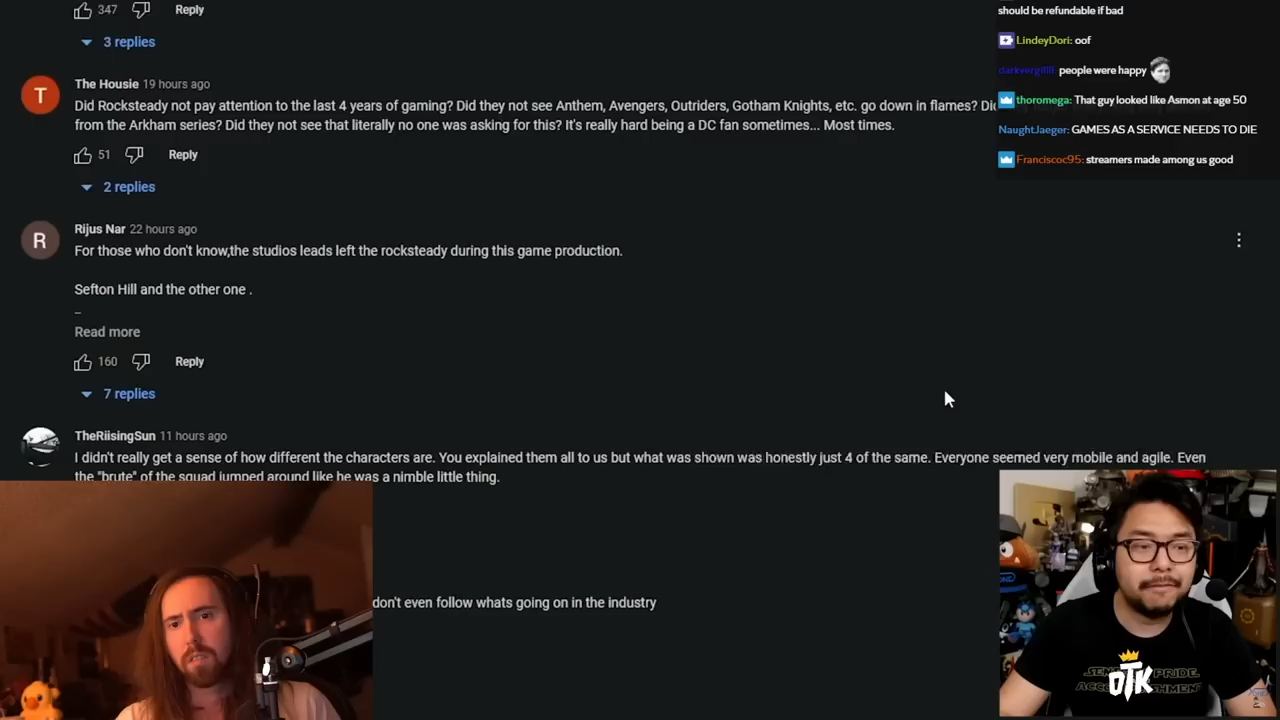 347
Reply
3 replies
T
The Housie 19 hours ago
Did Rocksteady not pay attention to the last 4 years of gaming? Did they not see Anthem, Avengers, Outriders, Gotham Knights, etc. go down in flames?
from the Arkham series? Did they not see that literally no one was asking for this? It's really hard being a DC fan sometimes... Most times.
51
Reply
2 replies
R
Rijus Nar 22 hours ago
For those who don't know,the studios leads left the rocksteady during this game production.
Sefton Hill and the other one .
_
Read more
160
Reply
7 replies
TheRiisingSun 11 hours ago
I didn't really get a sense of how different the characters are. You explained them all to us but what was shown was honestly just 4 of the same. Everyone seemed very mobile and agile. Even
the "brute" of the squad jumped around like he was a nimble little thing.
don't even follow whats going on in the industry
should be refundable if bad
LindeyDori: oof
people were happy
thoromega: That guy looked like Asmon at age 50
NaughtJaeger: GAMES AS A SERVICE NEEDS TO DIE
Franciscoc95: streamers made among us good
PRIDE
DTK